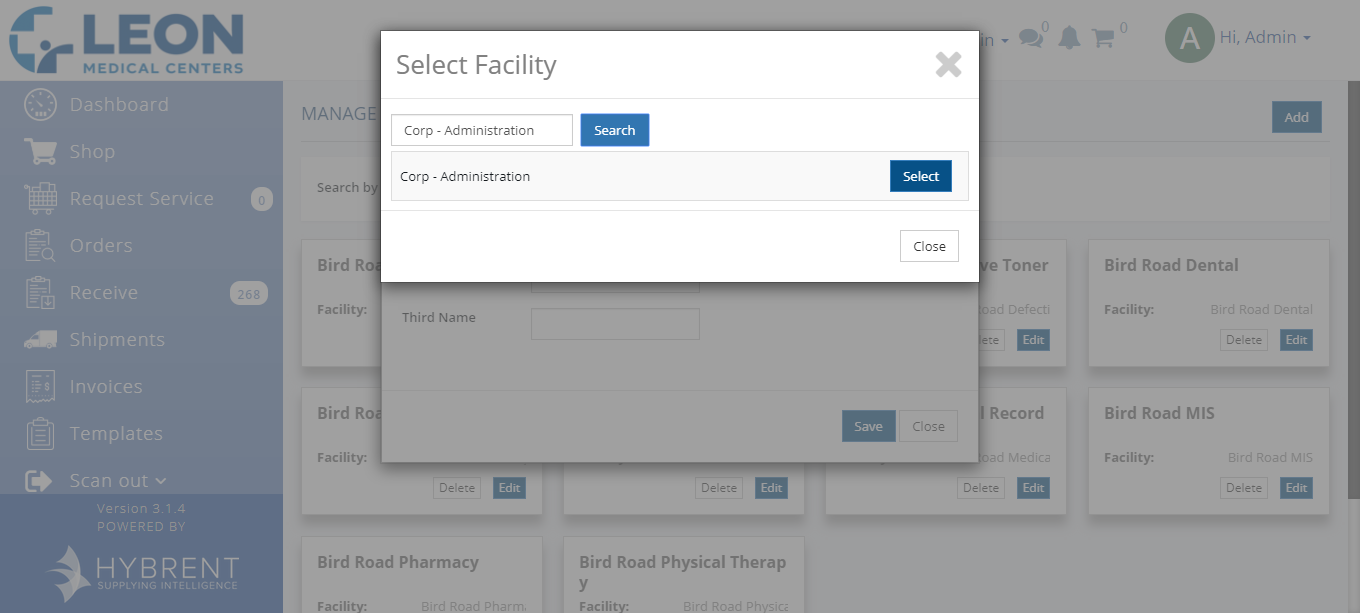 LEON
MEDICAL CENTERS
in
0
0
A
Hi, Admin
Dashboard
Shop
Request Service
0
Orders
Receive
268
Shipments
Invoices
Templates
Scan out
Version 3.1.4
POWERED BY
HYBRENT
SUPPLYING INTELLIGENCE
Select Facility
Corp - Administration
Search
Corp - Administration
Select
Close
MANAGE
Add
Search by
Third Name
Save
Close
Bird Roa
Facility:
ve Toner
oad Defecti
ete
Edit
Bird Road Dental
Facility:
Bird Road Dental
Delete
Edit
Bird Roa
Facility:
Delete
Edit
Delete
Edit
l Record
oad Medica
Delete
Edit
Bird Road MIS
Facility:
Bird Road MIS
Delete
Edit
Bird Road Pharmacy
Facility:
Bird Road Pharm
Bird Road Physical Therap
y
Facility:
Bird Road Physica